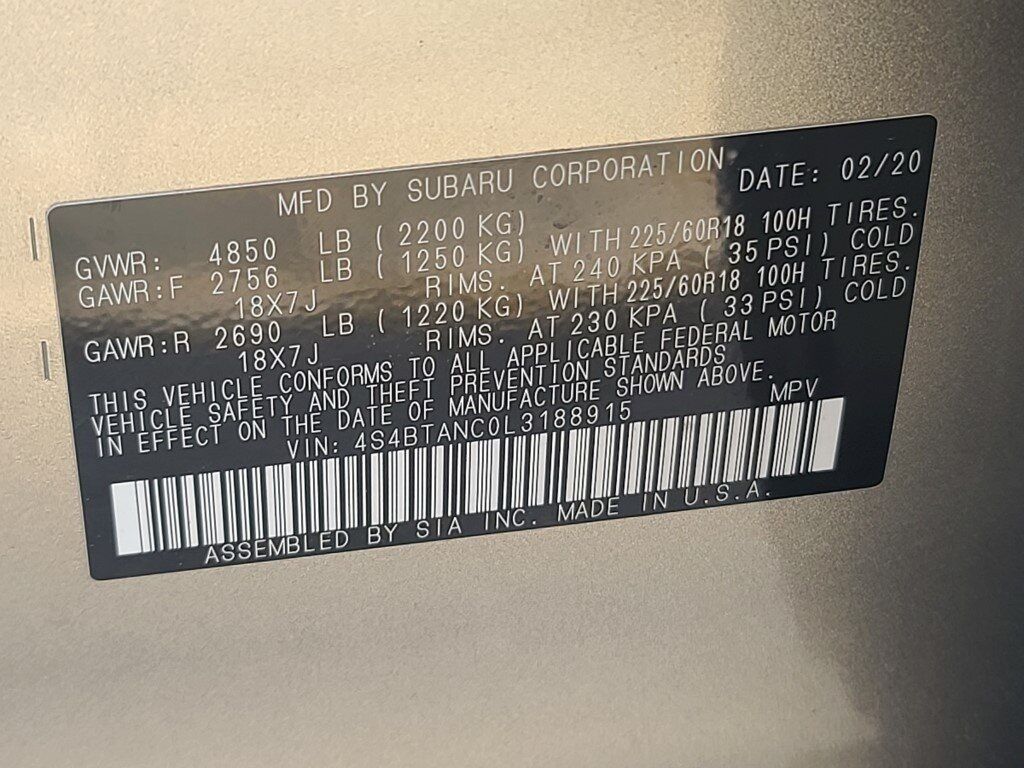 MFD BY SUBARU CORPORATION DATE: 02/20
GVWR: 4850 LB ( 2200 KG)
GAWR:F 2756 LB ( 1250 KG) WITH 225/60R18 100H TIRES.
18X7J RIMS. AT 240 KPA ( 35 PSI) COLD
GAWR:R 2690 LB ( 1220 KG) WITH 225/60R18 100H TIRES.
18X7J RIMS. AT 230 KPA ( 33 PSI) COLD
THIS VEHICLE CONFORMS TO ALL APPLICABLE FEDERAL MOTOR
VEHICLE SAFETY AND THEFT PREVENTION STANDARDS
IN EFFECT ON THE DATE OF MANUFACTURE SHOWN ABOVE.
VIN: 4S4BTANC0L3188915 MPV
ASSEMBLED BY SIA INC. MADE IN U.S.A.